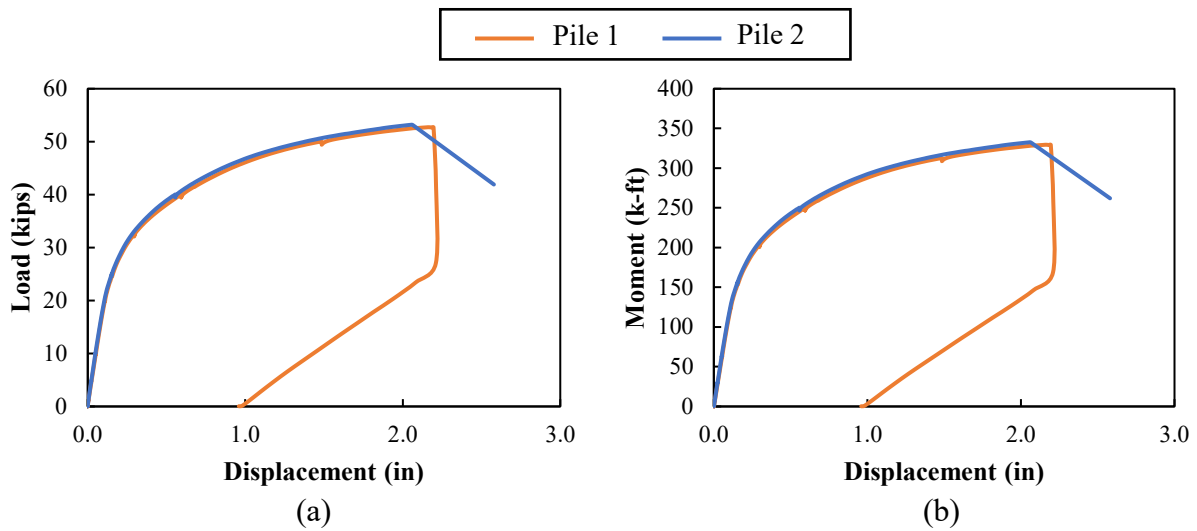 Pile 1 Pile 2
60
50
40
30
20
10
0
Load (kips)
0.0 1.0 2.0 3.0
Displacement (in)
(a)
400
350
300
250
200
150
100
50
0
Moment (k-ft)
0.0 1.0 2.0 3.0
Displacement (in)
(b)